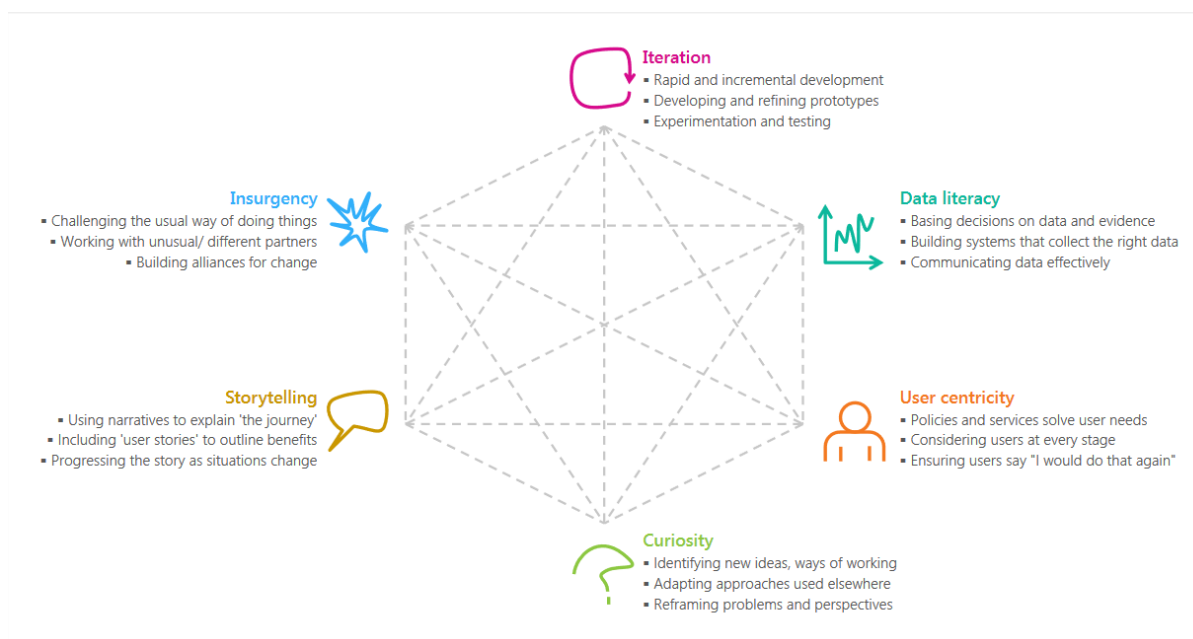 Iteration
▪ Rapid and incremental development
▪ Developing and refining prototypes
▪ Experimentation and testing
Insurgency
▪ Challenging the usual way of doing things
▪ Working with unusual/ different partners
▪ Building alliances for change
Data literacy
▪ Basing decisions on data and evidence
▪ Building systems that collect the right data
▪ Communicating data effectively
Storytelling
▪ Using narratives to explain 'the journey'
▪ Including 'user stories' to outline benefits
▪ Progressing the story as situations change
User centricity
▪ Policies and services solve user needs
▪ Considering users at every stage
▪ Ensuring users say "I would do that again"
Curiosity
▪ Identifying new ideas, ways of working
▪ Adapting approaches used elsewhere
▪ Reframing problems and perspectives